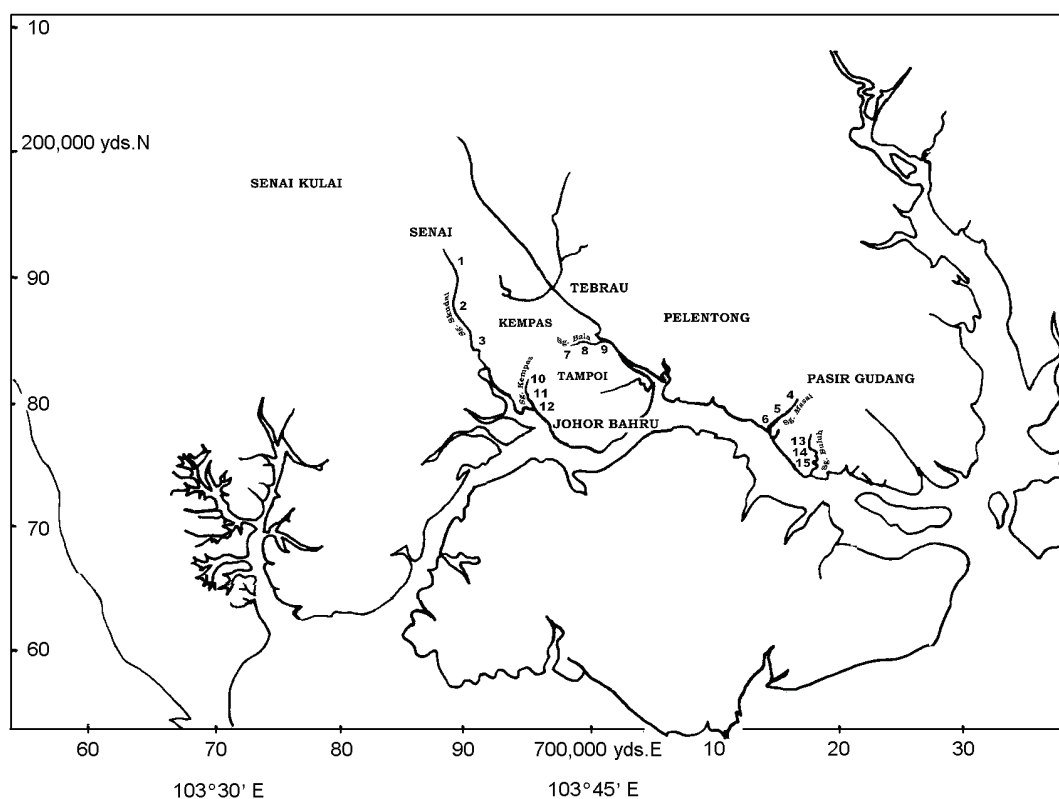 10
200,000 yds.N
SENAI KULAI
SENAI
1
90
TEBRAU
Sg. Skudai
2
KEMPAS
PELENTONG
3
Sg. Bala
7 8 9
Sg. Kempas
10
TAMPOI
PASIR GUDANG
11
4
80
12
5
Sg. Masai
JOHOR BAHRU
6
13
14
15
Sg. Buluh
70
60
60 70 80 90 700,000 yds.E 10 20 30
103°30' E 103°45' E